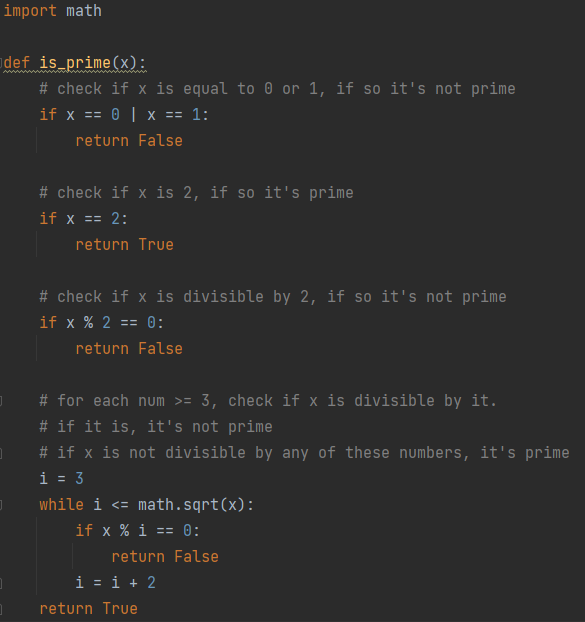 import math
def is_prime(x):
    # check if x is equal to 0 or 1, if so it's not prime
    if x == 0 | x == 1:
        return False
    # check if x is 2, if so it's prime
    if x == 2:
        return True
    # check if x is divisible by 2, if so it's not prime
    if x % 2 == 0:
        return False
    # for each num >= 3, check if x is divisible by it.
    # if it is, it's not prime
    # if x is not divisible by any of these numbers, it's prime
    i = 3
    while i <= math.sqrt(x):
        if x % i == 0:
            return False
        i = i + 2
    return True